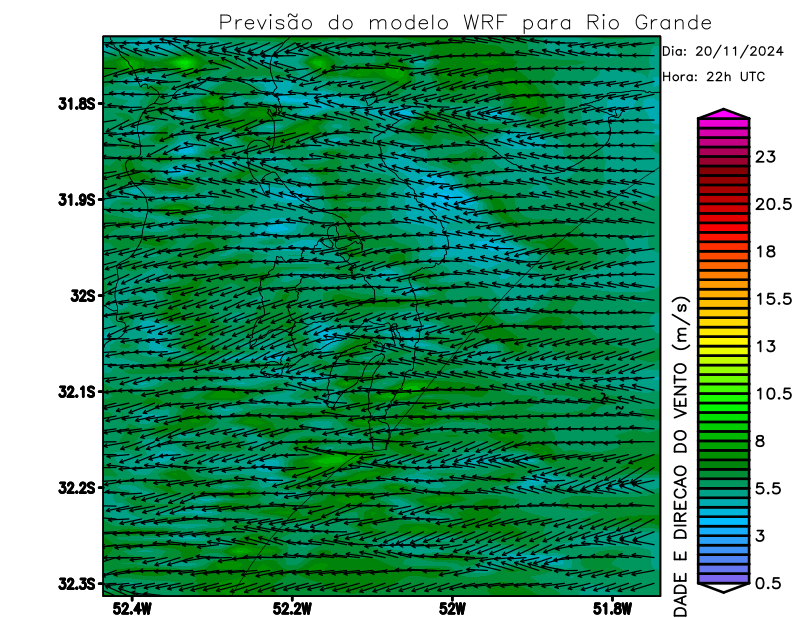 Previsão do modelo WRF para Rio Grande
Dia: 20/11/2024
Hora: 22h UTC
31.8S
31.9S
32S
32.1S
32.2S
32.3S
52.4W
52.2W
52W
51.8W
DADE E DIRECAO DO VENTO (m/s)
23
20.5
18
15.5
13
10.5
8
5.5
3
0.5